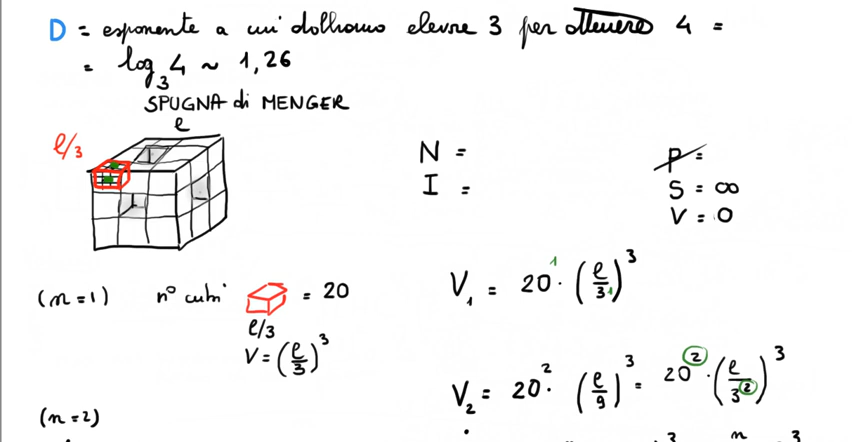 D = esponente a cui dobbiamo elevare 3 per ottenere 4 =
= log₃ 4 ~ 1,26
SPUGNA di MENGER
l
l/3
N =
I =
P =
S = ∞
V = 0
V₁ = 20¹ · (l/3¹)³
(n=1) n° cubi = 20
l/3
V = (l/3)³
V₂ = 20² · (l/9)³ = 20² · (l/3²)³
(n=2)